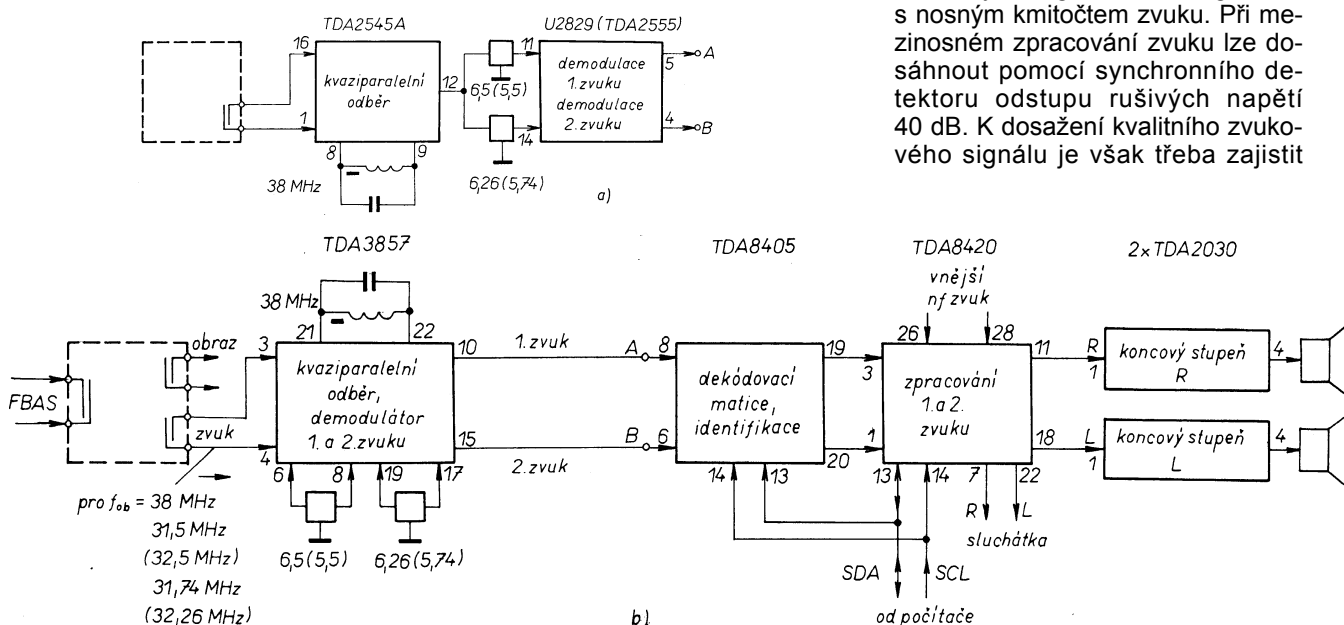 s nosným kmitočtem zvuku. Při me-
zinosném zpracování zvuku lze do-
sáhnout pomocí synchronního de-
tektoru odstupu rušivých napětí
40 dB. K dosažení kvalitního zvuko-
vého signálu je však třeba zajistit
TDA2545A
U2829 (TDA2555)
16
1
kvaziparalelní
odběr
12
8
9
38 MHz
11
6,5(5,5)
14
6,26(5,74)
demodulace
1. zvuku
demodulace
2. zvuku
5
A
4
B
a)
TDA3857
TDA8405
TDA8420
2×TDA2030
FBAS
obraz
zvuk
3
4
38 MHz
21
22
kvaziparalelní
odběr,
demodulátor
1. a 2. zvuku
10
15
6
8
19
17
6,5(5,5)
6,26(5,74)
pro fob = 38 MHz
31,5 MHz
(32,5 MHz)
31,74 MHz
(32,26 MHz)
1. zvuk
A
8
2. zvuk
B
6
dekódovací
matice,
identifikace
19
20
14
13
vnější
nf zvuk
26
28
3
1
zpracování
1. a 2.
zvuku
11
18
13
14
7
22
R
L
sluchátka
SDA
SCL
od počítače
R
1
koncový stupeň
R
4
L
1
koncový stupeň
L
4
b)